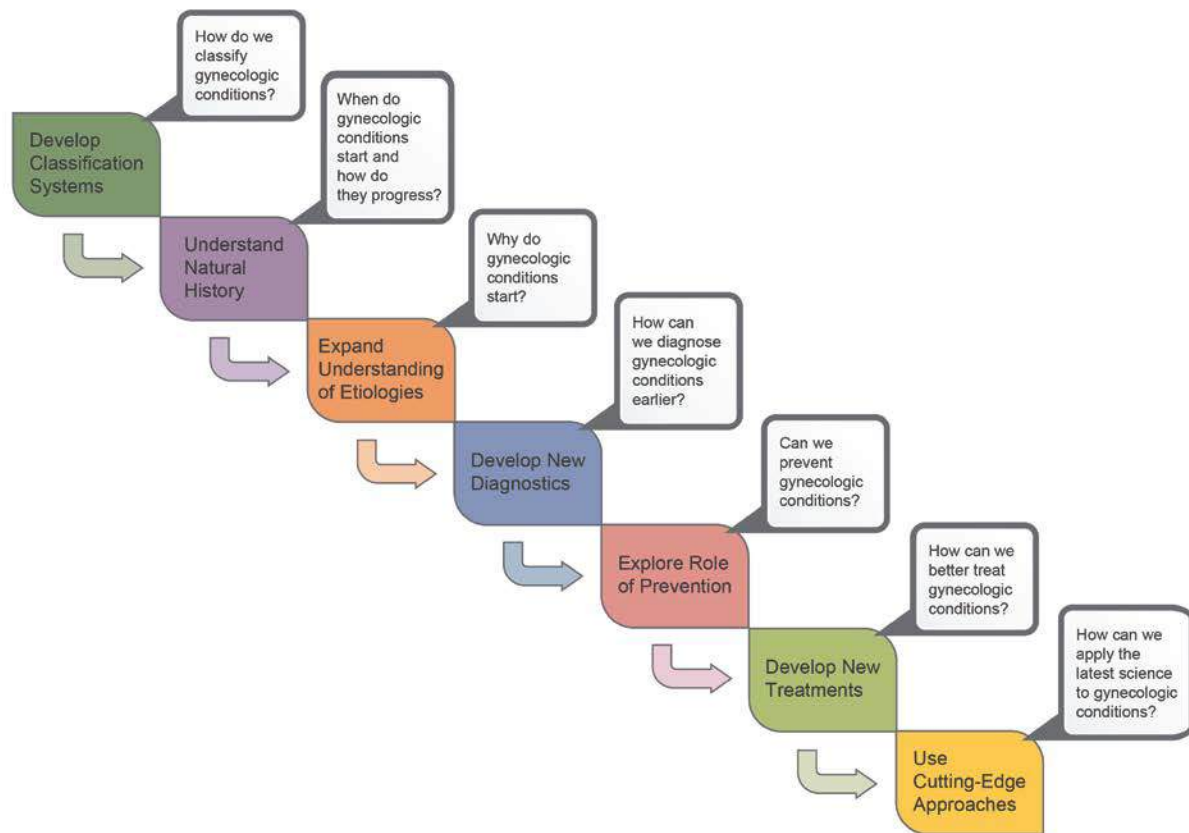 How do we
classify
gynecologic
conditions?
Develop
Classification
Systems
When do
gynecologic
conditions
start and
how do
they progress?
Understand
Natural
History
Why do
gynecologic
conditions
start?
Expand
Understanding
of Etiologies
How can
we diagnose
gynecologic
conditions
earlier?
Develop New
Diagnostics
Can we
prevent
gynecologic
conditions?
Explore Role
of Prevention
How can we
better treat
gynecologic
conditions?
Develop New
Treatments
How can we
apply the
latest science
to gynecologic
conditions?
Use
Cutting-Edge
Approaches